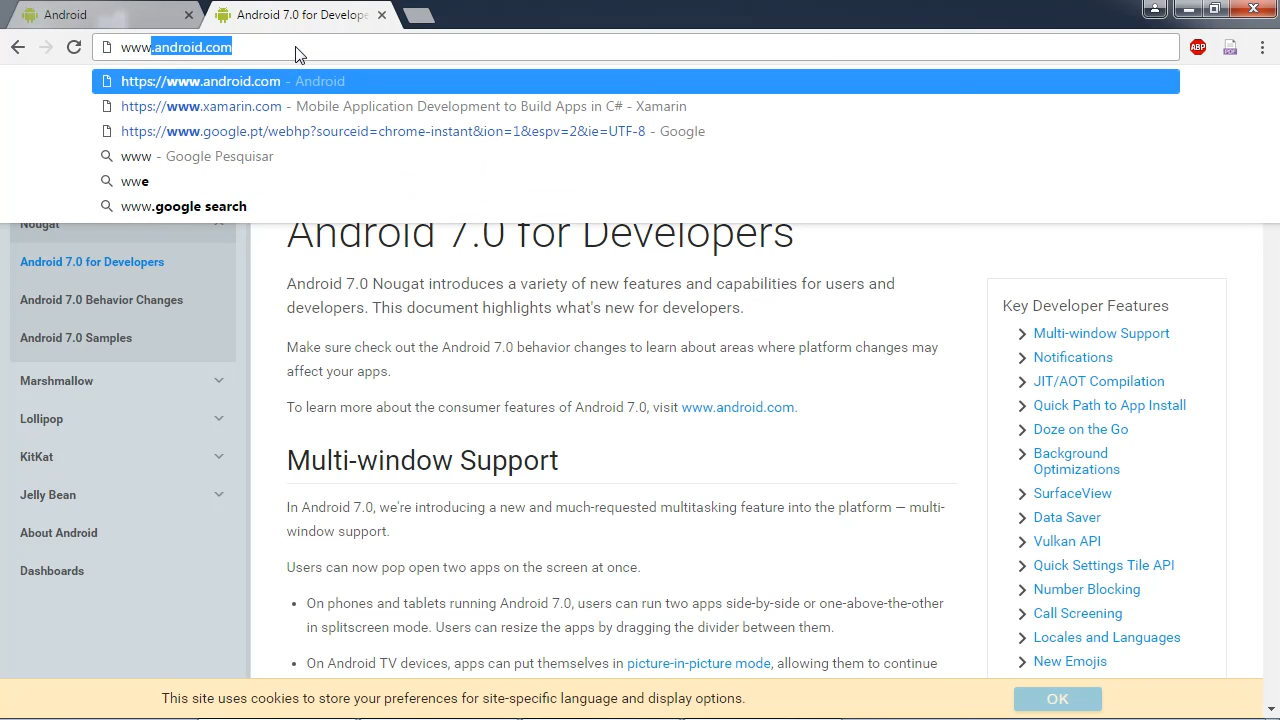 Android
Android 7.0 for Develope
www.android.com
https://www.android.com - Android
https://www.xamarin.com - Mobile Application Development to Build Apps in C# - Xamarin
https://www.google.pt/webhp?sourceid=chrome-instant&ion=1&espv=2&ie=UTF-8 - Google
www - Google Pesquisar
wwe
www.google search
ABP
PDF
Nougat
Android 7.0 for Developers
Android 7.0 Behavior Changes
Android 7.0 Samples
Marshmallow
Lollipop
KitKat
Jelly Bean
About Android
Dashboards
Android 7.0 for Developers
Android 7.0 Nougat introduces a variety of new features and capabilities for users and
developers. This document highlights what's new for developers.
Make sure check out the Android 7.0 behavior changes to learn about areas where platform changes may
affect your apps.
To learn more about the consumer features of Android 7.0, visit www.android.com.
Multi-window Support
In Android 7.0, we're introducing a new and much-requested multitasking feature into the platform — multi-
window support.
Users can now pop open two apps on the screen at once.
• On phones and tablets running Android 7.0, users can run two apps side-by-side or one-above-the-other
in splitscreen mode. Users can resize the apps by dragging the divider between them.
• On Android TV devices, apps can put themselves in picture-in-picture mode, allowing them to continue
Key Developer Features
Multi-window Support
Notifications
JIT/AOT Compilation
Quick Path to App Install
Doze on the Go
Background
Optimizations
SurfaceView
Data Saver
Vulkan API
Quick Settings Tile API
Number Blocking
Call Screening
Locales and Languages
New Emojis
This site uses cookies to store your preferences for site-specific language and display options.
OK